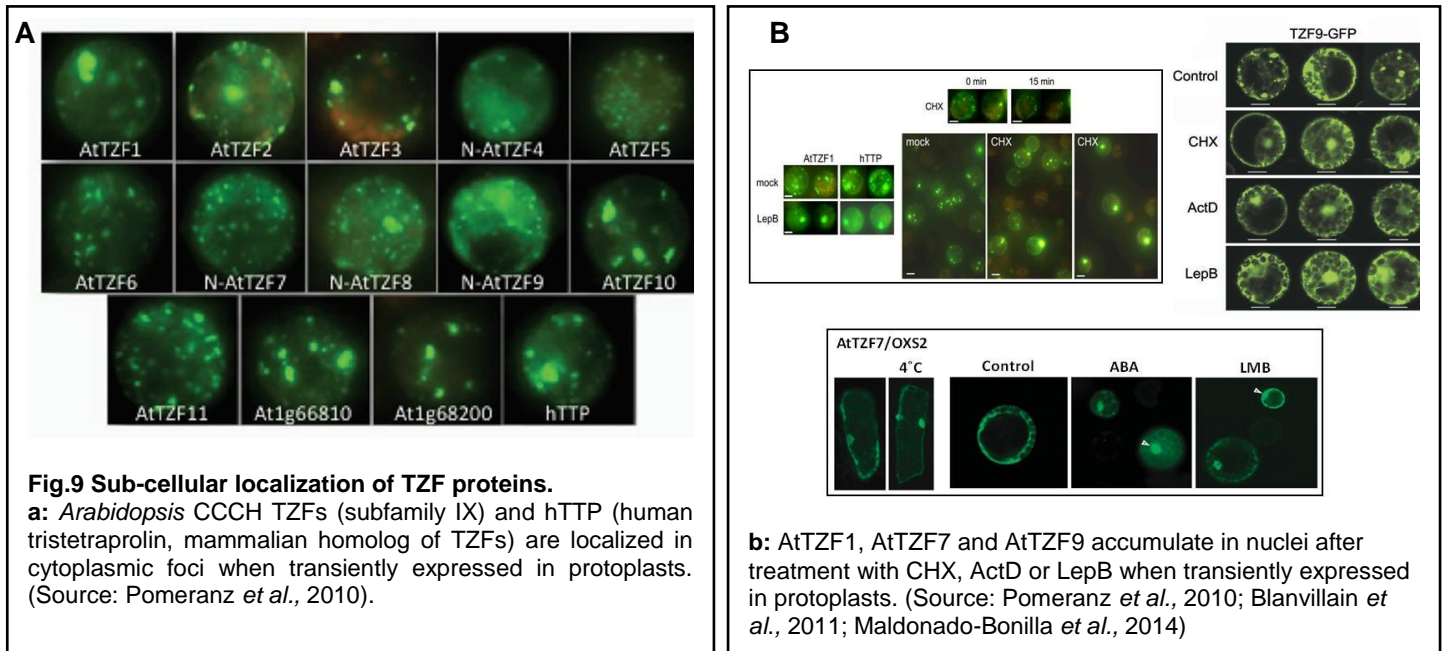 A
AtTZF1 AtTZF2 AtTZF3 N-AtTZF4 AtTZF5
AtTZF6 N-AtTZF7 N-AtTZF8 N-AtTZF9 AtTZF10
AtTZF11 At1g66810 At1g68200 hTTP
Fig.9 Sub-cellular localization of TZF proteins.
a: Arabidopsis CCCH TZFs (subfamily IX) and hTTP (human
tristetraprolin, mammalian homolog of TZFs) are localized in
cytoplasmic foci when transiently expressed in protoplasts.
(Source: Pomeranz et al., 2010).
B
0 min 15 min
CHX
AtTZF1 hTTP
mock
LepB
mock CHX CHX
TZF9-GFP
Control
CHX
ActD
LepB
AtTZF7/OXS2
4°C Control ABA LMB
b: AtTZF1, AtTZF7 and AtTZF9 accumulate in nuclei after
treatment with CHX, ActD or LepB when transiently expressed
in protoplasts. (Source: Pomeranz et al., 2010; Blanvillain et
al., 2011; Maldonado-Bonilla et al., 2014)